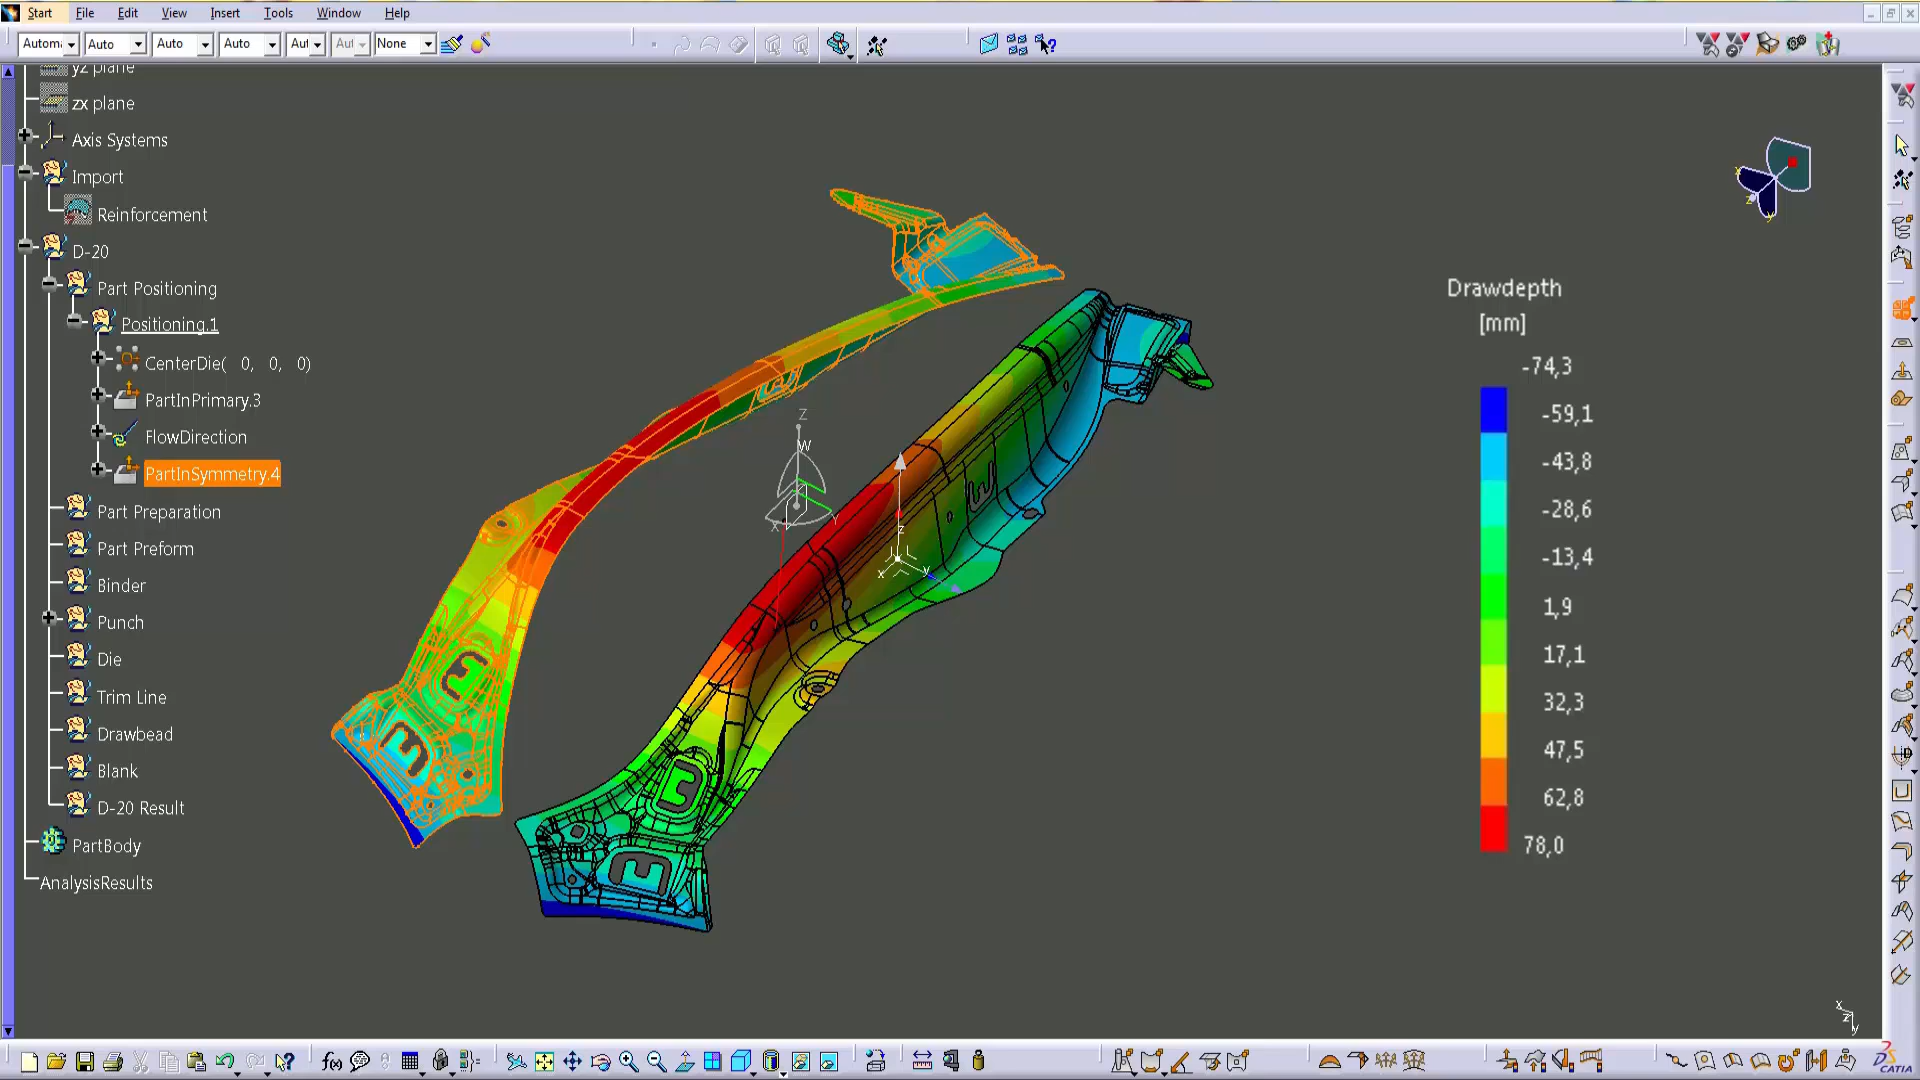 Start File Edit View Insert Tools Window Help
Auto Auto Auto None
yz plane
zx plane
Axis Systems
Import
Reinforcement
D-20
Part Positioning
Positioning.1
CenterDie( 0, 0, 0)
PartInPrimary.3
FlowDirection
PartInSymmetry.4
Part Preparation
Part Preform
Binder
Punch
Die
Trim Line
Drawbead
Blank
D-20 Result
PartBody
AnalysisResults
Drawdepth
[mm]
-74,3
-59,1
-43,8
-28,6
-13,4
1,9
17,1
32,3
47,5
62,8
78,0
z
w
x
y
z
x
y
x
z
y
x
z
y
f(x)
CATIA